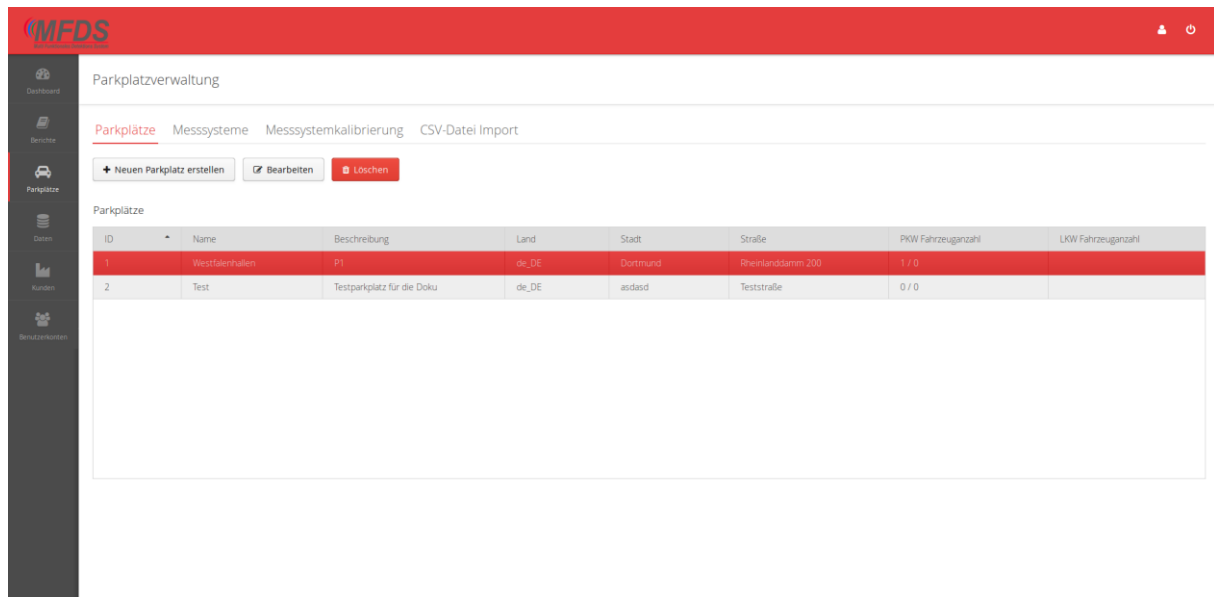 MFDS
Parkplatzverwaltung
Dashboard
Berichte
Parkplätze
Daten
Kunden
Benutzerkonten
Parkplätze Messsysteme Messsystemkalibrierung CSV-Datei Import
Neuen Parkplatz erstellen Bearbeiten Löschen
Parkplätze
ID Name Beschreibung Land Stadt Straße PKW Fahrzeuganzahl LKW Fahrzeuganzahl
1 Westfalenhallen P1 de_DE Dortmund Rheinlanddamm 200 1 / 0
2 Test Testparkplatz für die Doku de_DE asdasd Teststraße 0 / 0